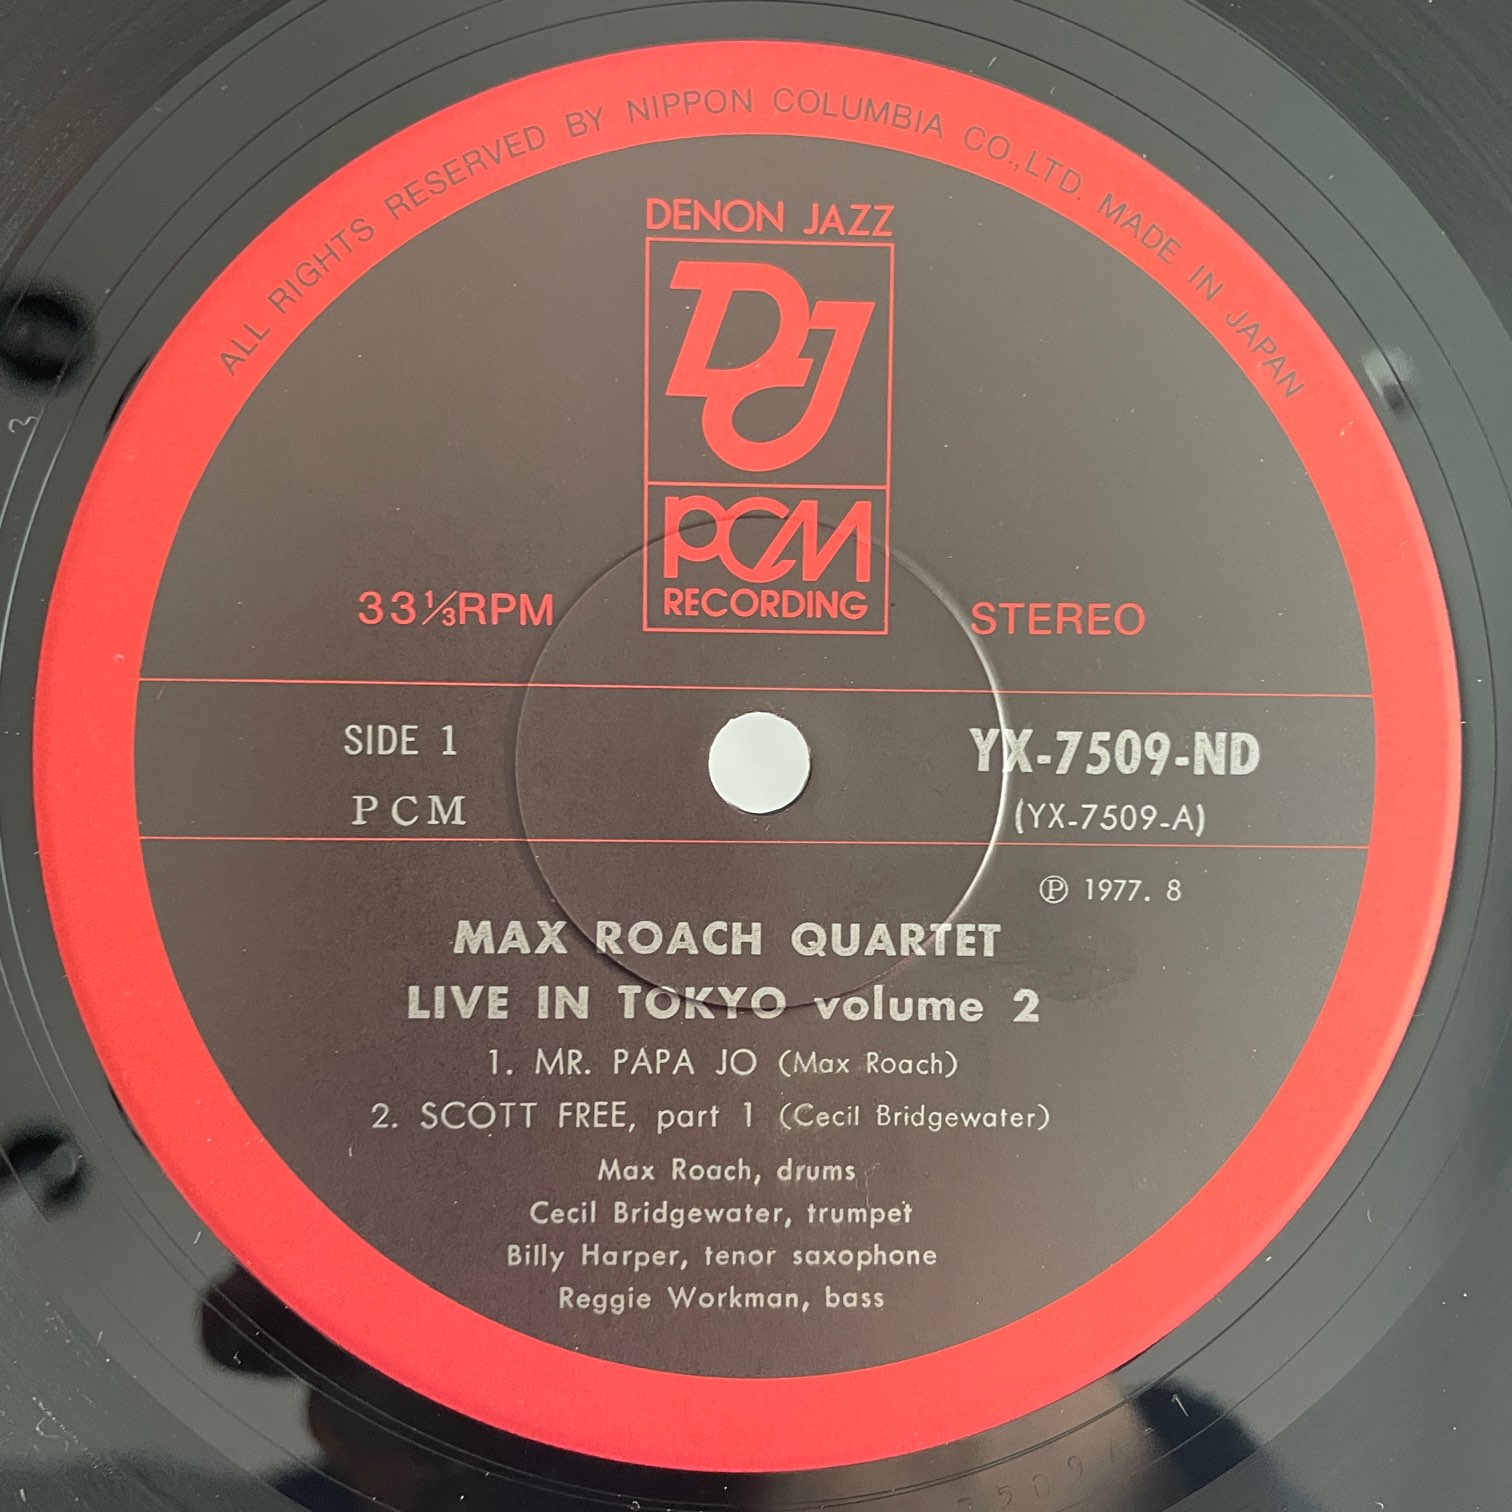 ALL RIGHTS RESERVED BY NIPPON COLUMBIA CO.,LTD. MADE IN JAPAN
DENON JAZZ
DJ
PCM
RECORDING
33⅓RPM
STEREO
SIDE 1
YX-7509-ND
PCM
(YX-7509-A)
Ⓟ 1977. 8
MAX ROACH QUARTET
LIVE IN TOKYO volume 2
1. MR. PAPA JO (Max Roach)
2. SCOTT FREE, part 1 (Cecil Bridgewater)
Max Roach, drums
Cecil Bridgewater, trumpet
Billy Harper, tenor saxophone
Reggie Workman, bass